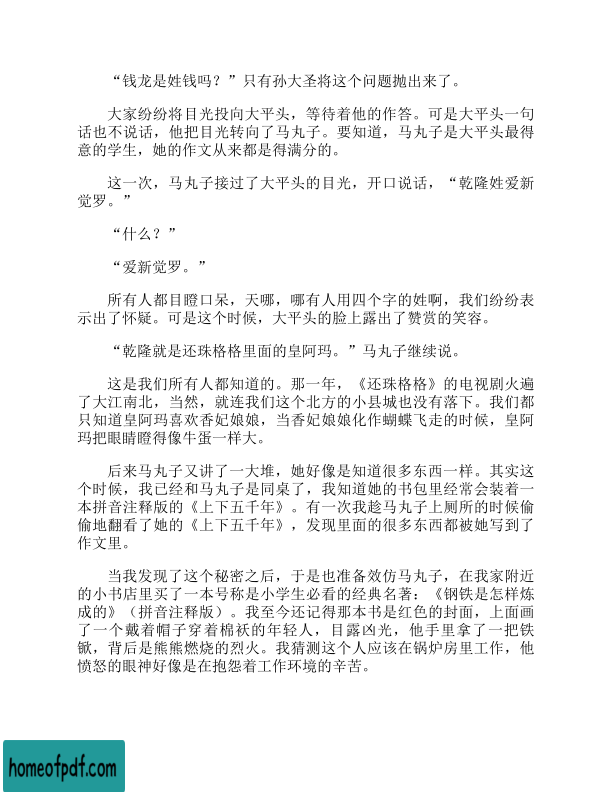 “钱龙是姓钱吗？”只有孙大圣将这个问题抛出来了。
大家纷纷将目光投向大平头，等待着他的作答。可是大平头一句
话也不说话，他把目光转向了马丸子。要知道，马丸子是大平头最得
意的学生，她的作文从来都是得满分的。
这一次，马丸子接过了大平头的目光，开口说话，“乾隆姓爱新
觉罗。”
“什么？”
“爱新觉罗。”
所有人都目瞪口呆，天哪，哪有人用四个字的姓啊，我们纷纷表
示出了怀疑。可是这个时候，大平头的脸上露出了赞赏的笑容。
“乾隆就是还珠格格里面的皇阿玛。”马丸子继续说。
这是我们所有人都知道的。那一年，《还珠格格》的电视剧火遍
了大江南北，当然，就连我们这个北方的小县城也没有落下。我们都
只知道皇阿玛喜欢香妃娘娘，当香妃娘娘化作蝴蝶飞走的时候，皇阿
玛把眼睛瞪得像牛蛋一样大。
后来马丸子又讲了一大堆，她好像是知道很多东西一样。其实这
个时候，我已经和马丸子是同桌了，我知道她的书包里经常会装着一
本拼音注释版的《上下五千年》。有一次我趁马丸子上厕所的时候偷
偷地翻看了她的《上下五千年》，发现里面的很多东西都被她写到了
作文里。
当我发现了这个秘密之后，于是也准备效仿马丸子，在我家附近
的小书店里买了一本号称是小学生必看的经典名著：《钢铁是怎样炼
成的》（拼音注释版）。我至今还记得那本书是红色的封面，上面画
了一个戴着帽子穿着棉袄的年轻人，目露凶光，他手里拿了一把铁
锨，背后是熊熊燃烧的烈火。我猜测这个人应该在锅炉房里工作，他
愤怒的眼神好像是在抱怨着工作环境的辛苦。
homeofpdf.com